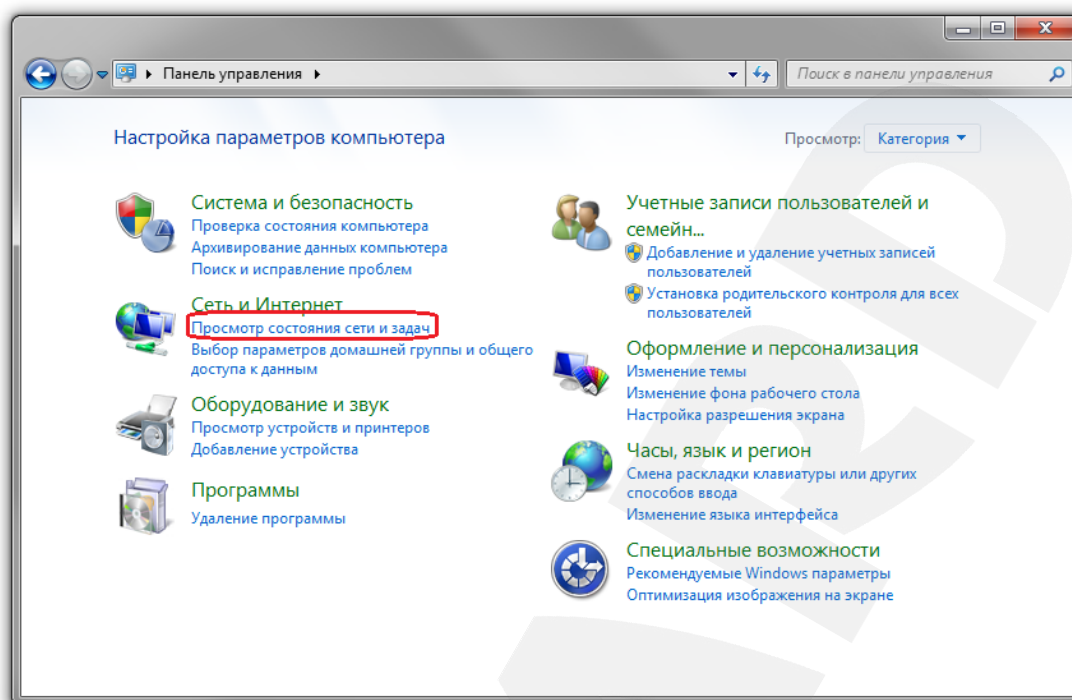 Панель управления
Поиск в панели управления
Настройка параметров компьютера
Просмотр: Категория
Система и безопасность
Проверка состояния компьютера
Архивирование данных компьютера
Поиск и исправление проблем
Сеть и Интернет
Просмотр состояния сети и задач
Выбор параметров домашней группы и общего
доступа к данным
Оборудование и звук
Просмотр устройств и принтеров
Добавление устройства
Программы
Удаление программы
Учетные записи пользователей и
семейн...
Добавление и удаление учетных записей
пользователей
Установка родительского контроля для всех
пользователей
Оформление и персонализация
Изменение темы
Изменение фона рабочего стола
Настройка разрешения экрана
Часы, язык и регион
Смена раскладки клавиатуры или других
способов ввода
Изменение языка интерфейса
Специальные возможности
Рекомендуемые Windows параметры
Оптимизация изображения на экране